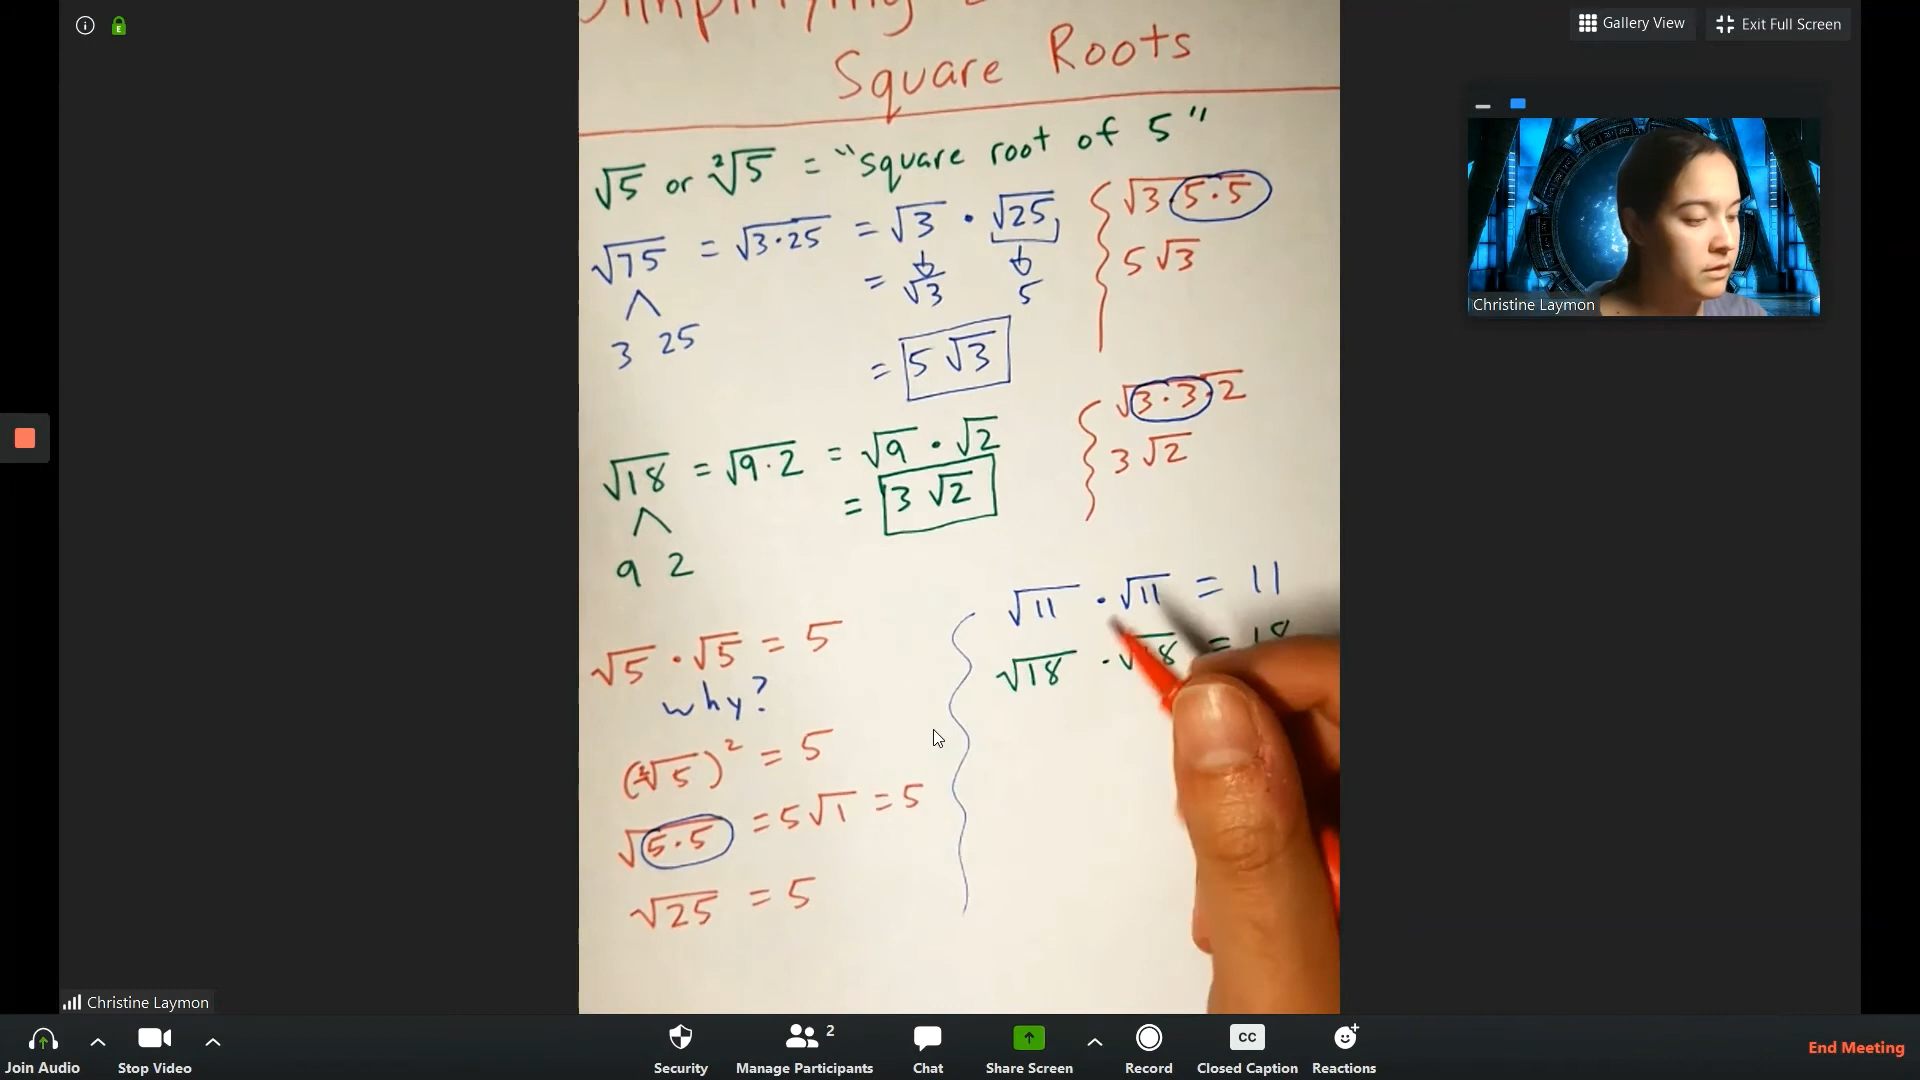 Gallery View
Exit Full Screen
Simplifying
Square Roots
√5 or ²√5 = "square root of 5"
√75 = √3·25 = √3 · √25
3 25
= √3 5
= 5√3
√3·5·5
5√3
√18 = √9·2 = √9 · √2
9 2
= 3√2
√3·3·2
3√2
√5 · √5 = 5
why?
(²√5)² = 5
√5·5 = 5√1 = 5
√25 = 5
√11 · √11 = 11
√18 · √18 = 18
Christine Laymon
Christine Laymon
Join Audio
Stop Video
Security
2
Manage Participants
Chat
Share Screen
Record
CC
Closed Caption
Reactions
End Meeting